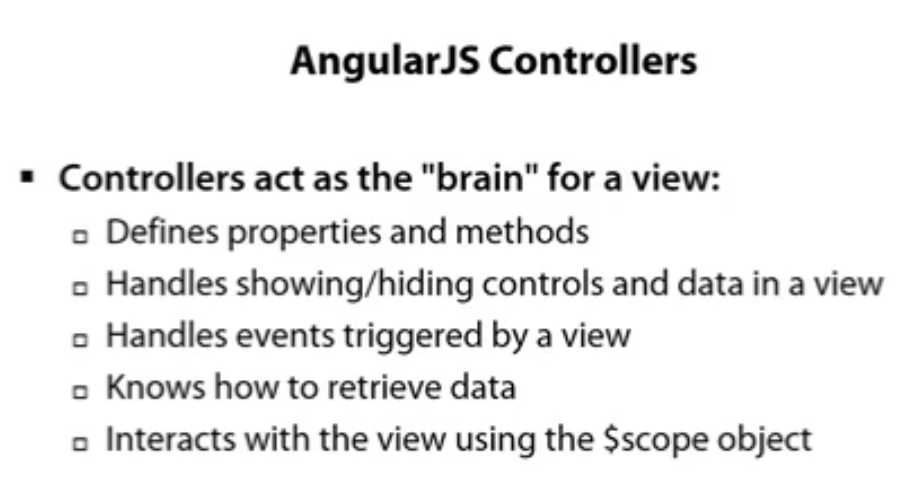 AngularJS Controllers
▪ Controllers act as the "brain" for a view:
▫ Defines properties and methods
▫ Handles showing/hiding controls and data in a view
▫ Handles events triggered by a view
▫ Knows how to retrieve data
▫ Interacts with the view using the $scope object